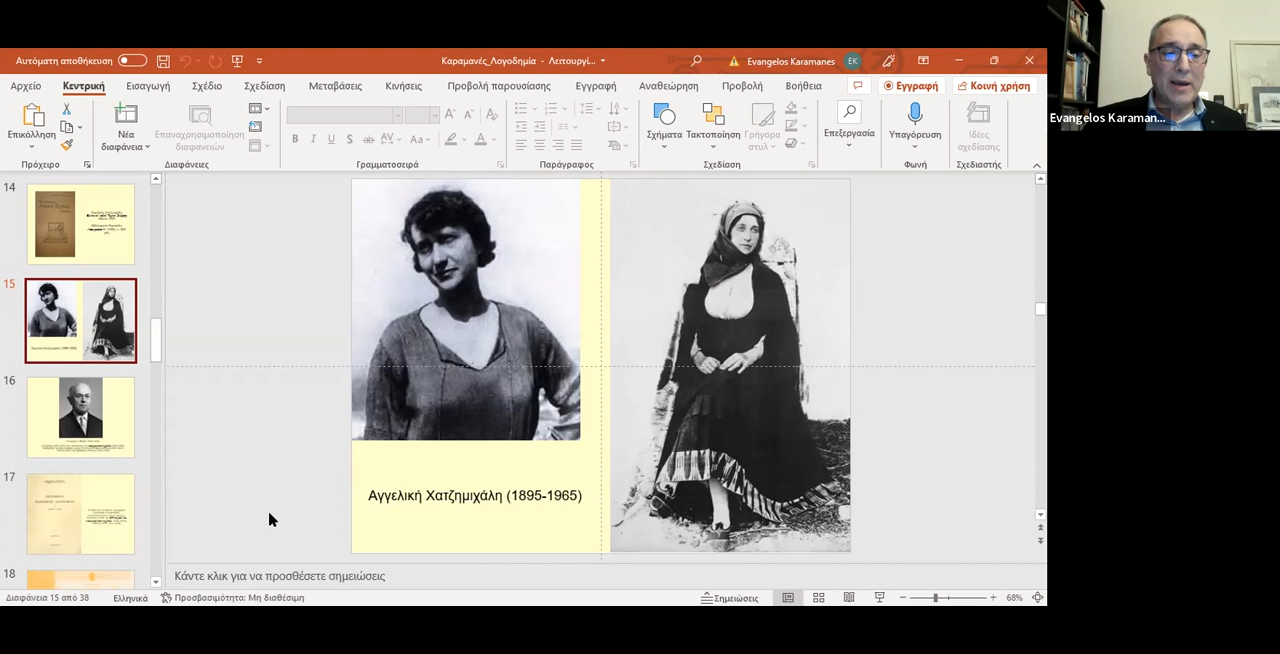 Αυτόματη αποθήκευση
Καραμανές_Λογοδημία - Λειτουργί...
Evangelos Karamanes
EK
Αρχείο Κεντρική Εισαγωγή Σχέδιο Σχεδίαση Μεταβάσεις Κινήσεις Προβολή παρουσίασης Εγγραφή Αναθεώρηση Προβολή Βοήθεια Εγγραφή Κοινή χρήση
Επικόλληση
Νέα διαφάνεια
Επαναχρησιμοποίηση διαφανειών
B I U S ab AV Aa
Σχήματα
Τακτοποίηση
Γρήγορα στυλ
Επεξεργασία
Υπαγόρευση
Ιδέες σχεδίασης
Πρόχειρο Διαφάνειες Γραμματοσειρά Παράγραφος Σχεδίαση Φωνή Σχεδιαστής
14
15
16
17
18
Αγγελική Χατζημιχάλη (1895-1965)
Κάντε κλικ για να προσθέσετε σημειώσεις
Διαφάνεια 15 από 38 Ελληνικά Προσβασιμότητα: Μη διαθέσιμη Σημειώσεις 68%
Evangelos Karaman...